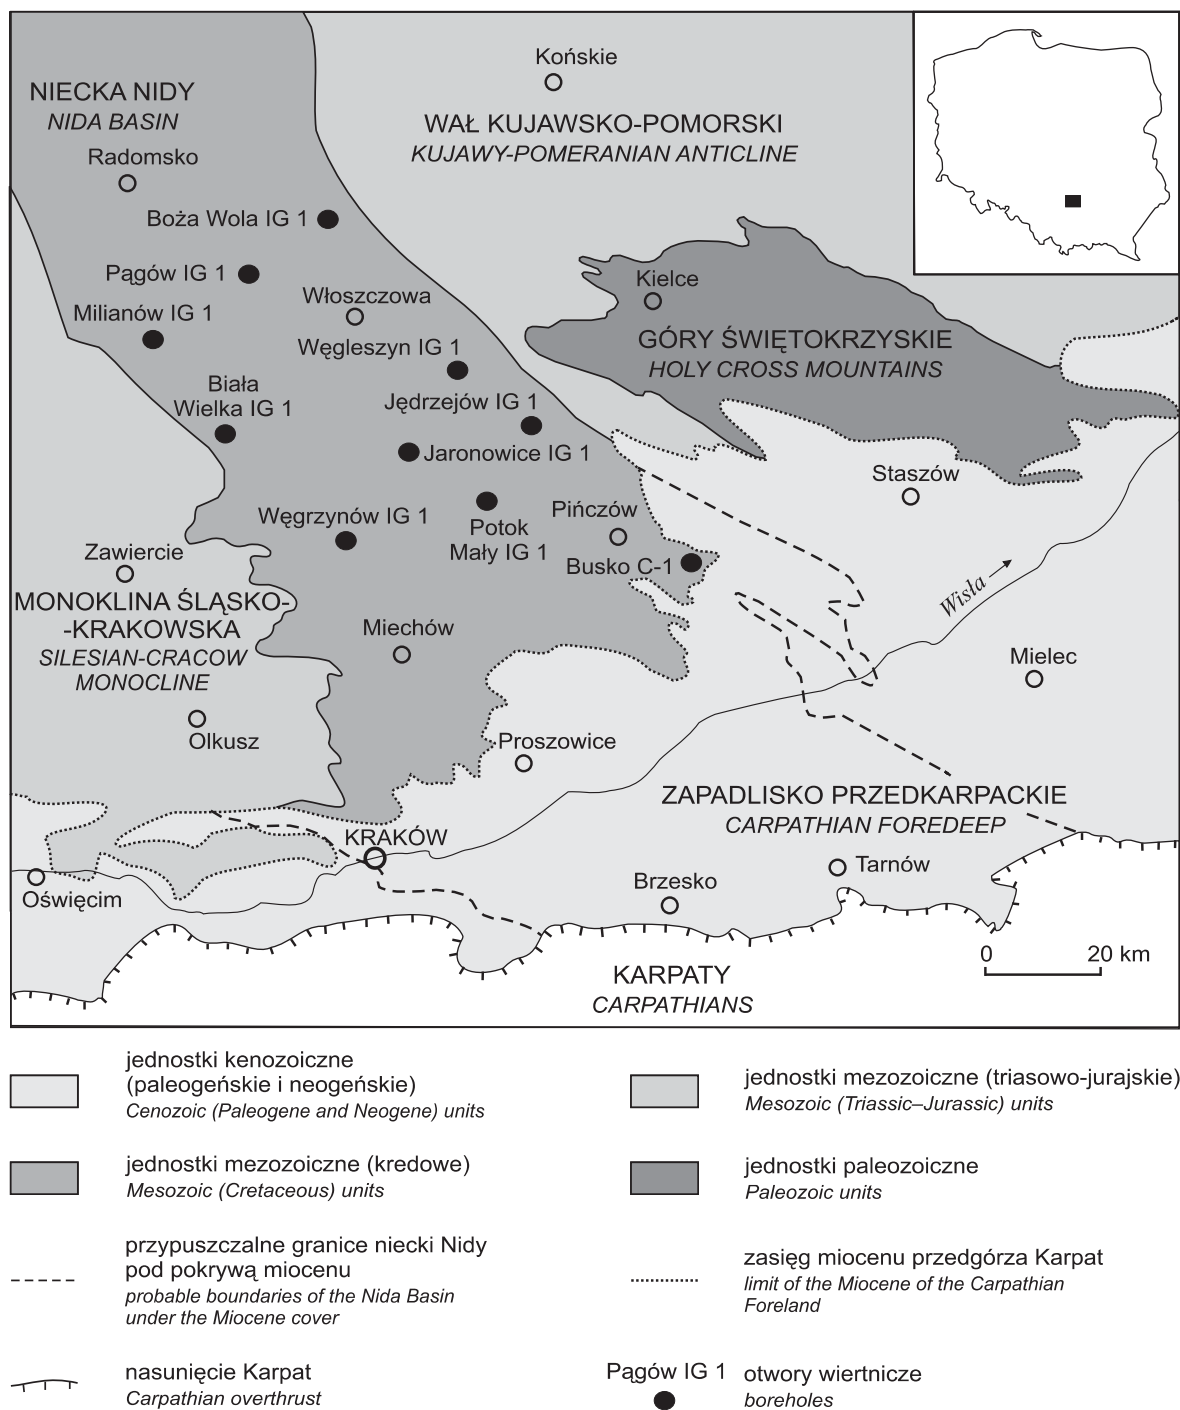 Końskie
NIECKA NIDY
NIDA BASIN
WAŁ KUJAWSKO-POMORSKI
KUJAWY-POMERANIAN ANTICLINE
Radomsko
Boża Wola IG 1
Pągów IG 1
Kielce
Włoszczowa
Milianów IG 1
GÓRY ŚWIĘTOKRZYSKIE
HOLY CROSS MOUNTAINS
Węgleszyn IG 1
Biała
Wielka IG 1
Jędrzejów IG 1
Jaronowice IG 1
Staszów
Węgrzynów IG 1
Potok
Mały IG 1
Pińczów
Busko C-1
Zawiercie
Wisła
MONOKLINA ŚLĄSKO-
-KRAKOWSKA
SILESIAN-CRACOW
MONOCLINE
Miechów
Mielec
Olkusz
Proszowice
ZAPADLISKO PRZEDKARPACKIE
CARPATHIAN FOREDEEP
KRAKÓW
Tarnów
Brzesko
Oświęcim
0 20 km
KARPATY
CARPATHIANS
jednostki kenozoiczne
(paleogeńskie i neogeńskie)
Cenozoic (Paleogene and Neogene) units
jednostki mezozoiczne (triasowo-jurajskie)
Mesozoic (Triassic–Jurassic) units
jednostki mezozoiczne (kredowe)
Mesozoic (Cretaceous) units
jednostki paleozoiczne
Paleozoic units
przypuszczalne granice niecki Nidy
pod pokrywą miocenu
probable boundaries of the Nida Basin
under the Miocene cover
zasięg miocenu przedgórza Karpat
limit of the Miocene of the Carpathian
Foreland
nasunięcie Karpat
Carpathian overthrust
Pągów IG 1
otwory wiertnicze
boreholes